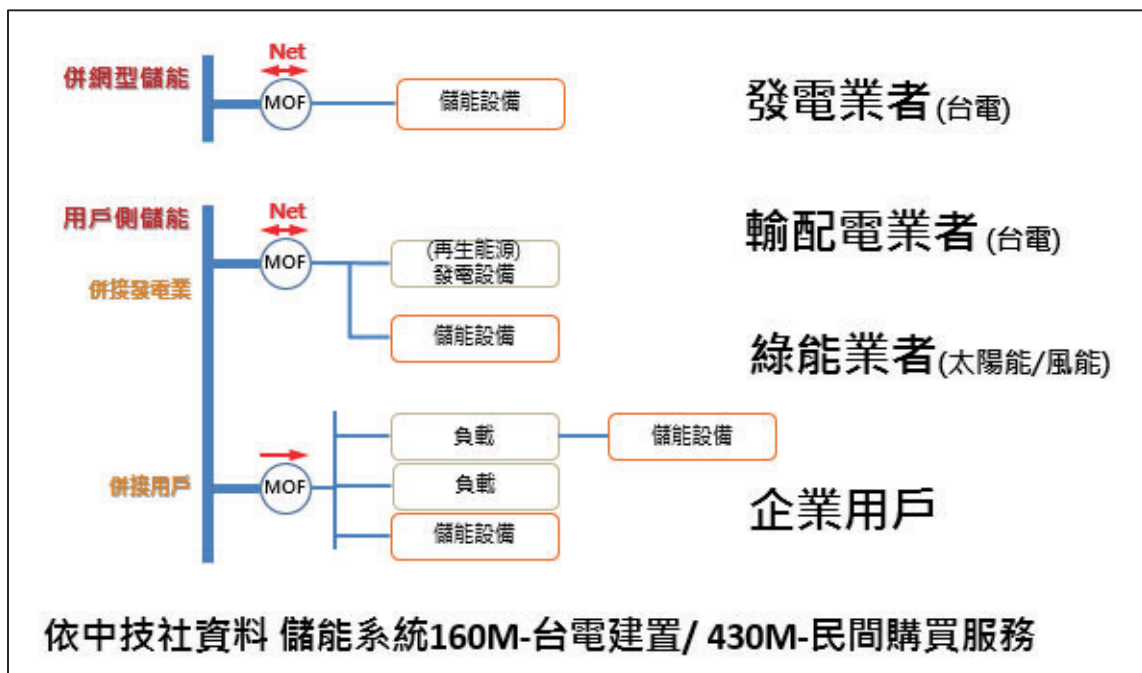 併網型儲能
Net
MOF
儲能設備
發電業者(台電)
用戶側儲能
Net
MOF
(再生能源)
發電設備
輸配電業者 (台電)
併接發電業
儲能設備
綠能業者(太陽能/風能)
負載
儲能設備
併接用戶
MOF
負載
企業用戶
儲能設備
依中技社資料 儲能系統160M-台電建置/ 430M-民間購買服務